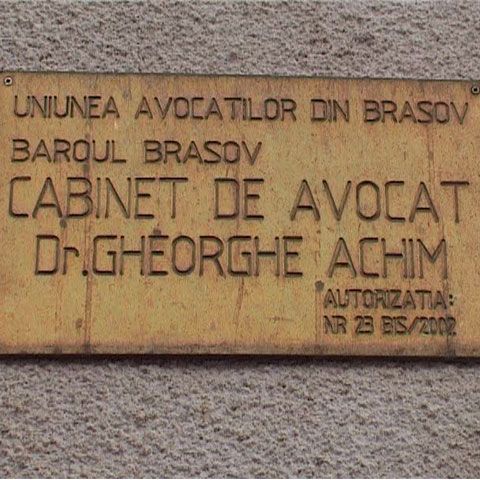 UNIUNEA AVOCATILOR DIN BRASOV
BAROUL BRASOV
CABINET DE AVOCAT
Dr.GHEORGHE ACHIM
AUTORIZATIA:
NR 23 BIS/2002